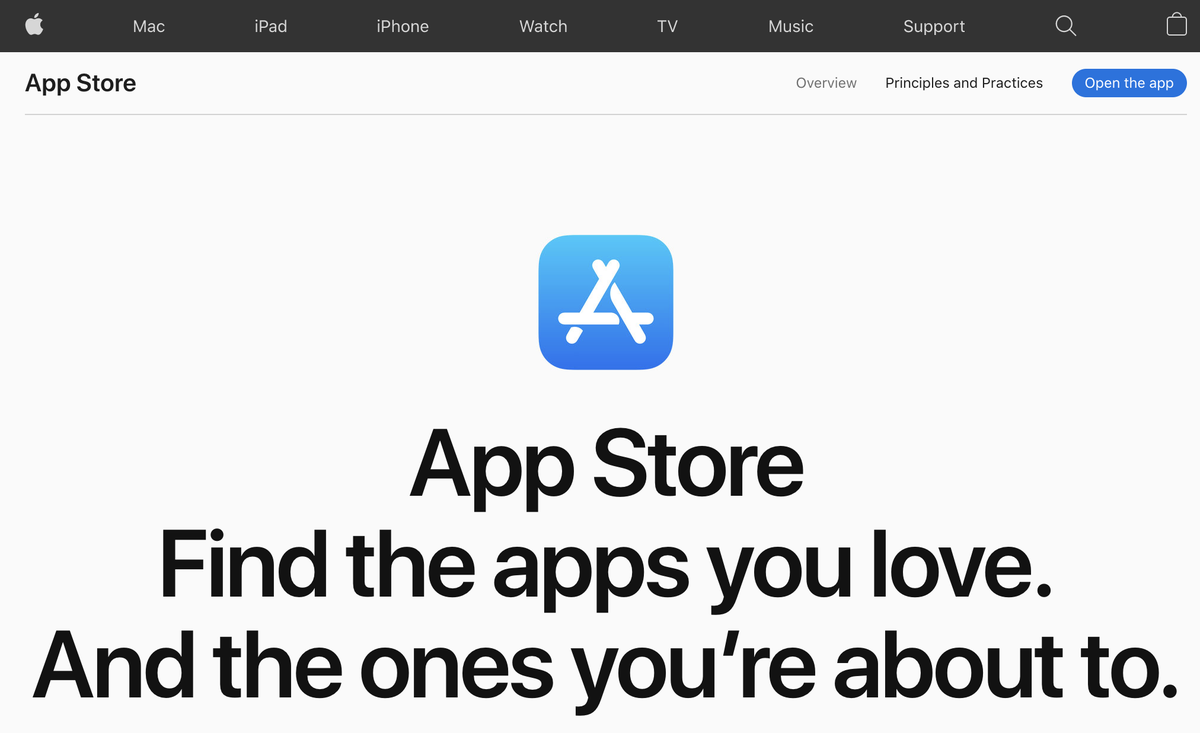 Mac iPad iPhone Watch TV Music Support
App Store Overview Principles and Practices Open the app
App Store
Find the apps you love.
And the ones you’re about to.